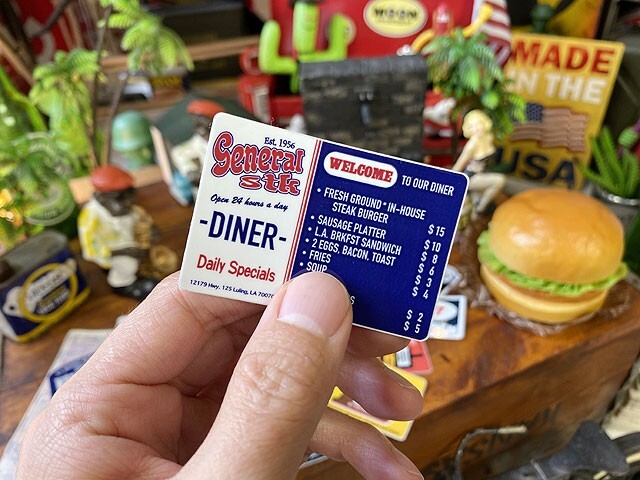 MOON
MADE
IN THE
USA
Est. 1956
General
stk
Open 24 hours a day
-DINER-
Daily Specials
12179 Hwy. 125 Luling, LA 7007
WELCOME TO OUR DINER
• FRESH GROUND* IN-HOUSE
STEAK BURGER $15
• SAUSAGE PLATTER $10
• L.A. BRKFST SANDWICH $8
• 2 EGGS, BACON, TOAST $6
• FRIES $3
• SOUP $4
S $2
$5